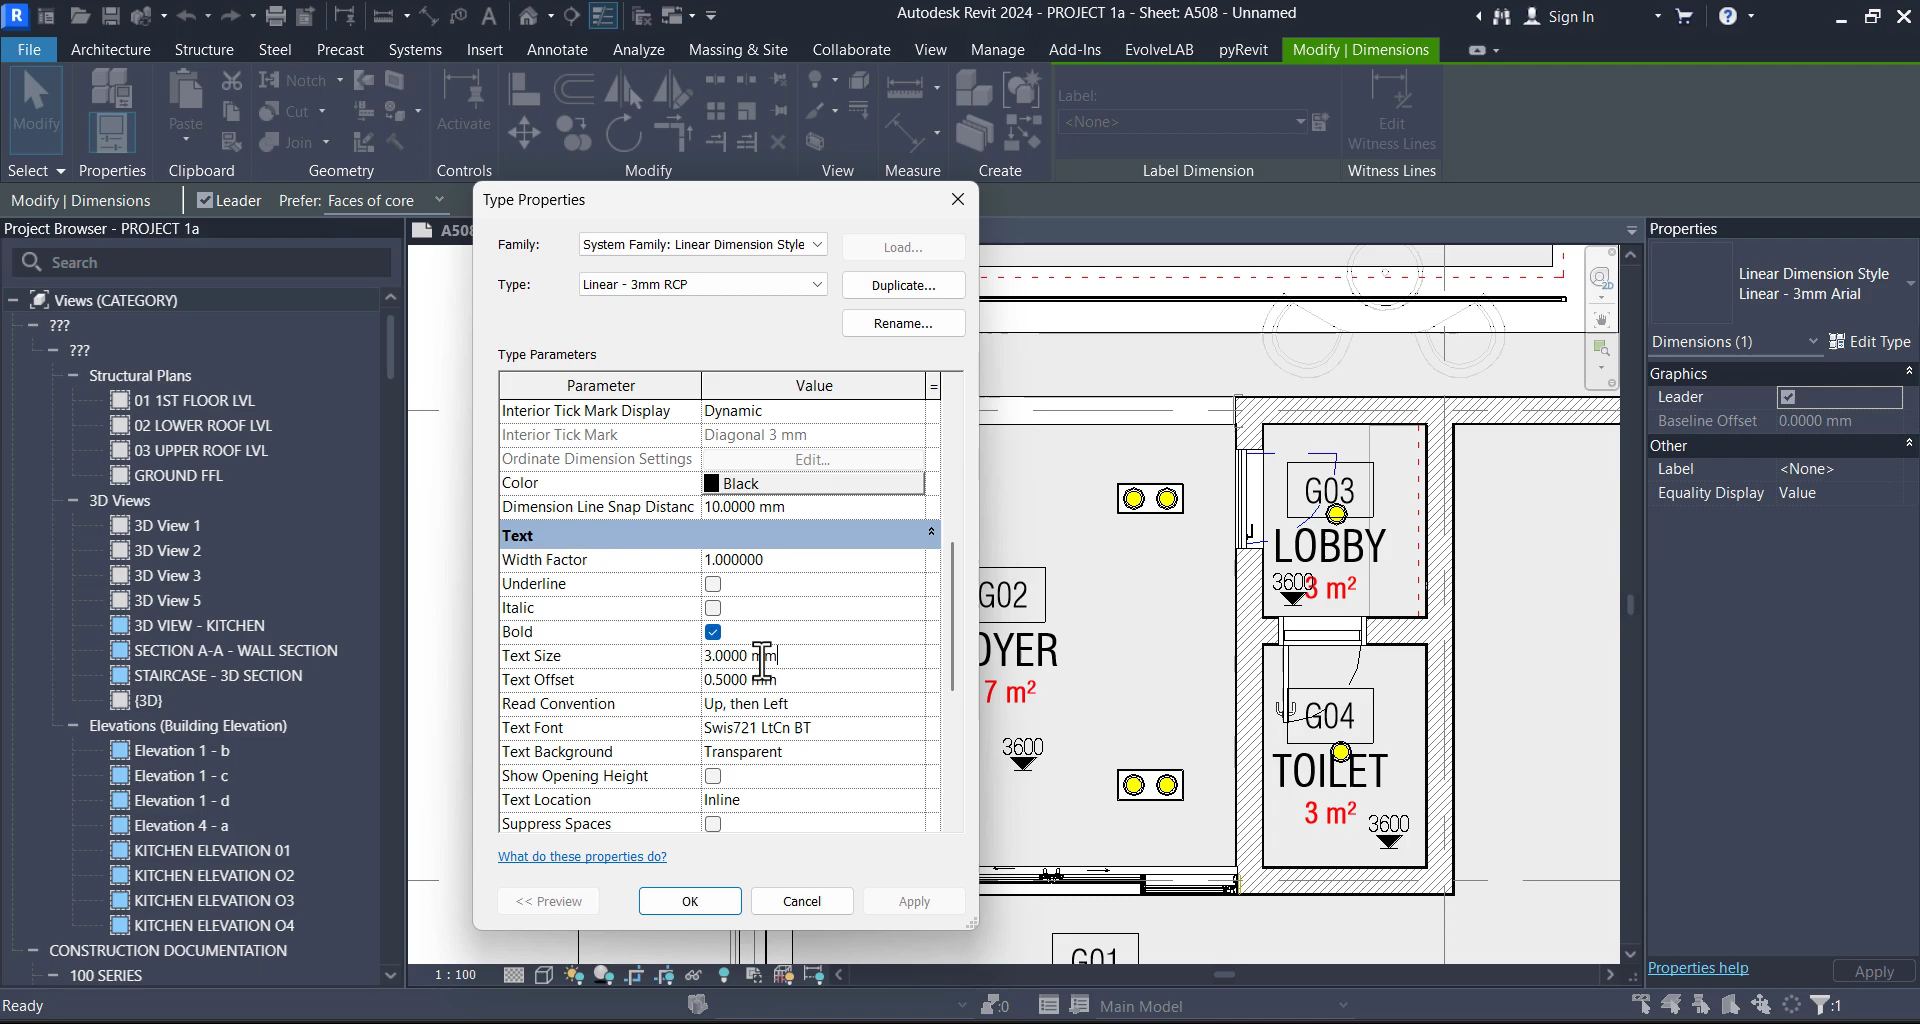 Autodesk Revit 2024 - PROJECT 1a - Sheet: A508 - Unnamed
Sign In
File Architecture Structure Steel Precast Systems Insert Annotate Analyze Massing & Site Collaborate View Manage Add-Ins EvolveLAB pyRevit Modify | Dimensions
Modify
Paste
Notch
Cut
Join
Activate
Label:
<None>
Edit
Witness Lines
Select Properties Clipboard Geometry Controls Modify View Measure Create Label Dimension Witness Lines
Modify | Dimensions Leader Prefer: Faces of core
Project Browser - PROJECT 1a
Search
Views (CATEGORY)
???
???
Structural Plans
01 1ST FLOOR LVL
02 LOWER ROOF LVL
03 UPPER ROOF LVL
GROUND FFL
3D Views
3D View 1
3D View 2
3D View 3
3D View 5
3D VIEW - KITCHEN
SECTION A-A - WALL SECTION
STAIRCASE - 3D SECTION
{3D}
Elevations (Building Elevation)
Elevation 1 - b
Elevation 1 - c
Elevation 1 - d
Elevation 4 - a
KITCHEN ELEVATION 01
KITCHEN ELEVATION O2
KITCHEN ELEVATION O3
KITCHEN ELEVATION O4
CONSTRUCTION DOCUMENTATION
100 SERIES
Type Properties
Family: System Family: Linear Dimension Style Load...
Type: Linear - 3mm RCP Duplicate...
Rename...
Type Parameters
Parameter Value =
Interior Tick Mark Display Dynamic
Interior Tick Mark Diagonal 3 mm
Ordinate Dimension Settings Edit...
Color Black
Dimension Line Snap Distanc 10.0000 mm
Text
Width Factor 1.000000
Underline
Italic
Bold
Text Size 3.0000 mm
Text Offset 0.5000 mm
Read Convention Up, then Left
Text Font Swis721 LtCn BT
Text Background Transparent
Show Opening Height
Text Location Inline
Suppress Spaces
What do these properties do?
<< Preview OK Cancel Apply
G02
OYER
7 m²
3600
G03
LOBBY
3 m²
3600
G04
TOILET
3 m²
3600
G01
2D
Properties
Linear Dimension Style
Linear - 3mm Arial
Dimensions (1) Edit Type
Graphics
Leader
Baseline Offset 0.0000 mm
Other
Label <None>
Equality Display Value
Properties help Apply
1 : 100
Ready
:0
Main Model
:1